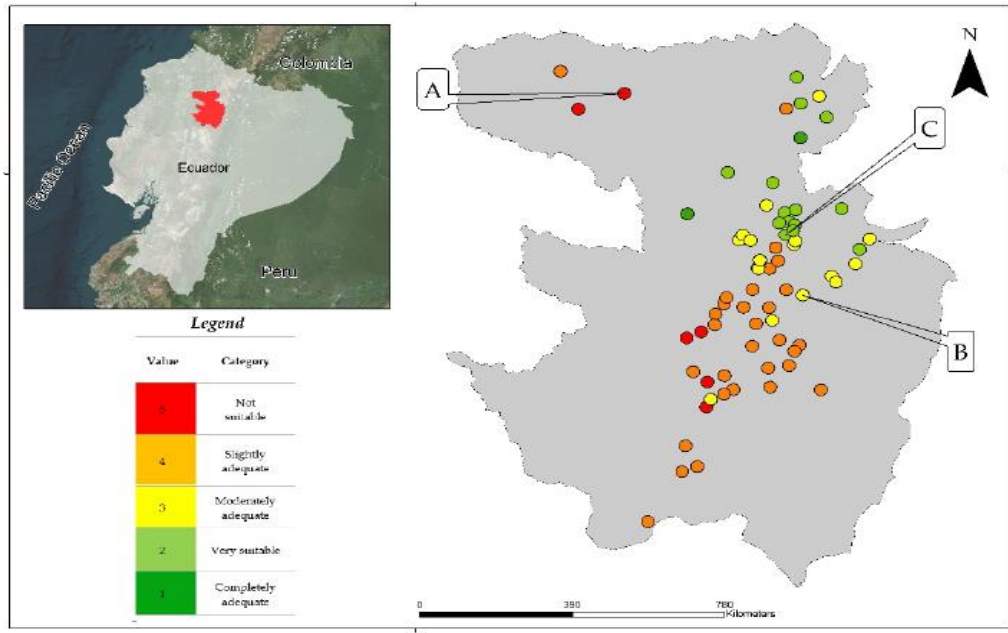 Colombia
Ecuador
Pacific Ocean
Peru
Legend
Value Category
5 Not
suitable
4 Slightly
adequate
3 Moderately
adequate
2 Very suitable
1 Completely
adequate
A
C
B
N
0 390 780
Kilometers